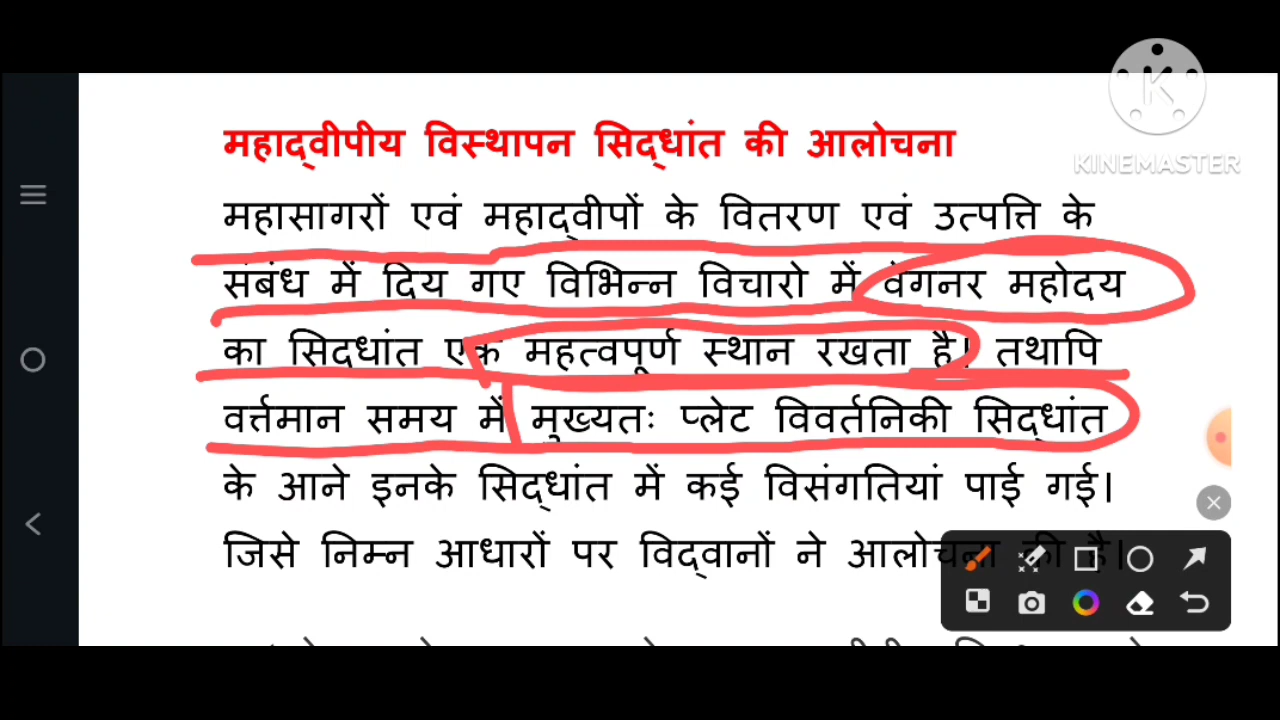 KINEMASTER
महाद्वीपीय विस्थापन सिद्धांत की आलोचना
महासागरों एवं महाद्वीपों के वितरण एवं उत्पत्ति के
संबंध में दिय गए विभिन्न विचारो में वेगनर महोदय
का सिद्धांत एक महत्वपूर्ण स्थान रखता है। तथापि
वर्त्तमान समय में मुख्यतः प्लेट विवर्तनिकी सिद्धांत
के आने इनके सिद्धांत में कई विसंगतियां पाई गई।
जिसे निम्न आधारों पर विद्वानों ने आलोचना की है।